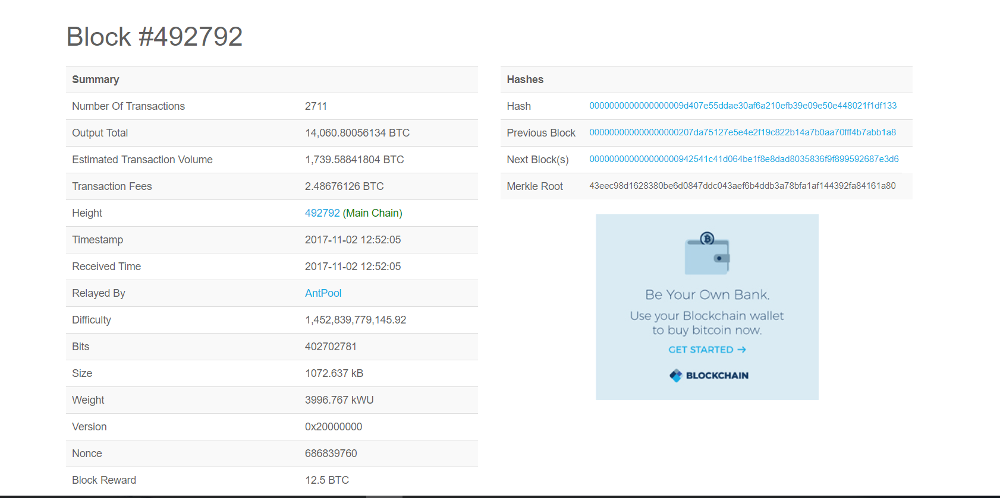 Block #492792
Summary
Number Of Transactions 2711
Output Total 14,060.80056134 BTC
Estimated Transaction Volume 1,739.58841804 BTC
Transaction Fees 2.48676126 BTC
Height 492792 (Main Chain)
Timestamp 2017-11-02 12:52:05
Received Time 2017-11-02 12:52:05
Relayed By AntPool
Difficulty 1,452,839,779,145.92
Bits 402702781
Size 1072.637 kB
Weight 3996.767 kWU
Version 0x20000000
Nonce 686839760
Block Reward 12.5 BTC
Hashes
Hash 0000000000000000009d407e55ddae30af6a210efb39e09e50e448021f1df133
Previous Block 000000000000000000207da75127e5e4e2f19c822b14a7b0aa70fff4b7abb1a8
Next Block(s) 000000000000000000942541c41d064be1f8e8dad8035836f9f899592687e3d6
Merkle Root 43eec98d1628380be6d0847ddc043aef6b4ddb3a78bfa1af144392fa84161a80
Be Your Own Bank.
Use your Blockchain wallet
to buy bitcoin now.
GET STARTED →
BLOCKCHAIN